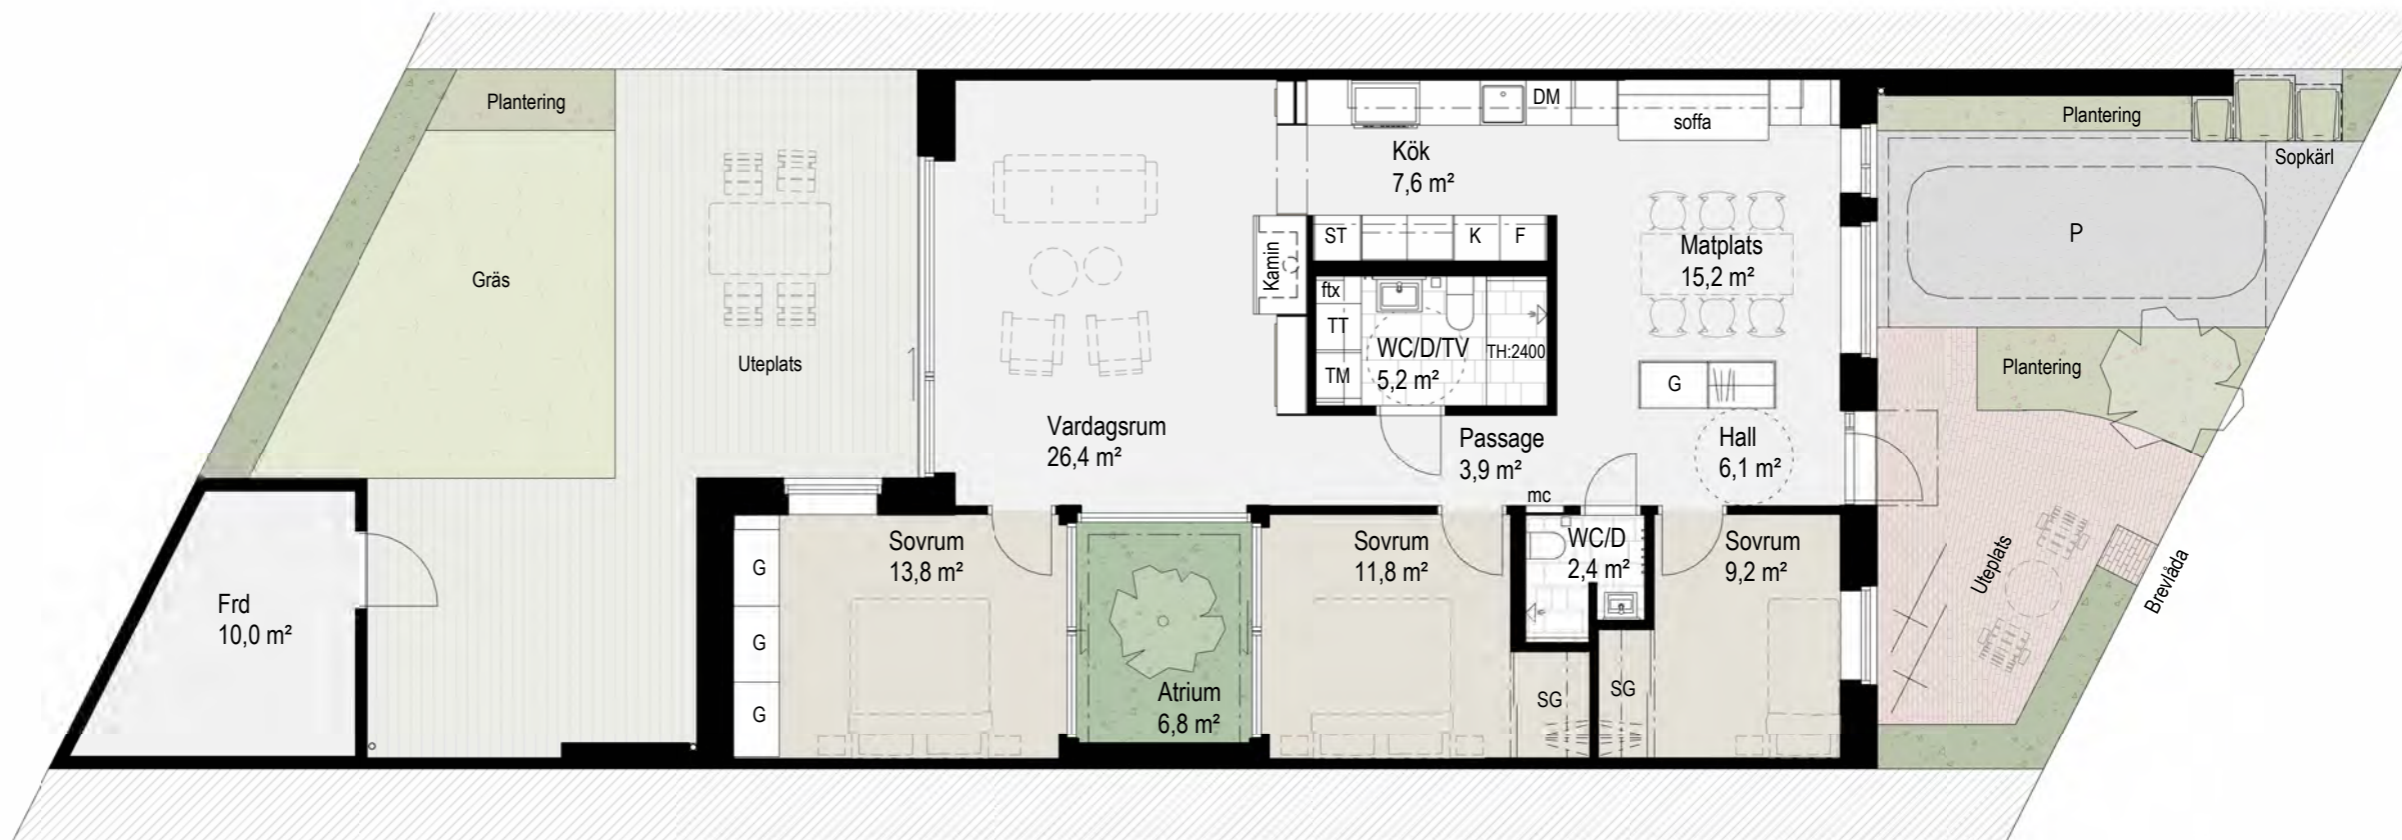 Plantering
Gräs
Uteplats
Frd
10,0 m²
Vardagsrum
26,4 m²
Kamin
Kök
7,6 m²
DM
soffa
ST
K
F
ftx
TT
TM
WC/D/TV
5,2 m²
TH:2400
Matplats
15,2 m²
G
Passage
3,9 m²
Hall
6,1 m²
mc
G
G
G
Sovrum
13,8 m²
Atrium
6,8 m²
Sovrum
11,8 m²
WC/D
2,4 m²
SG
SG
Sovrum
9,2 m²
Plantering
Sopkärl
P
Plantering
Uteplats
Brevlåda